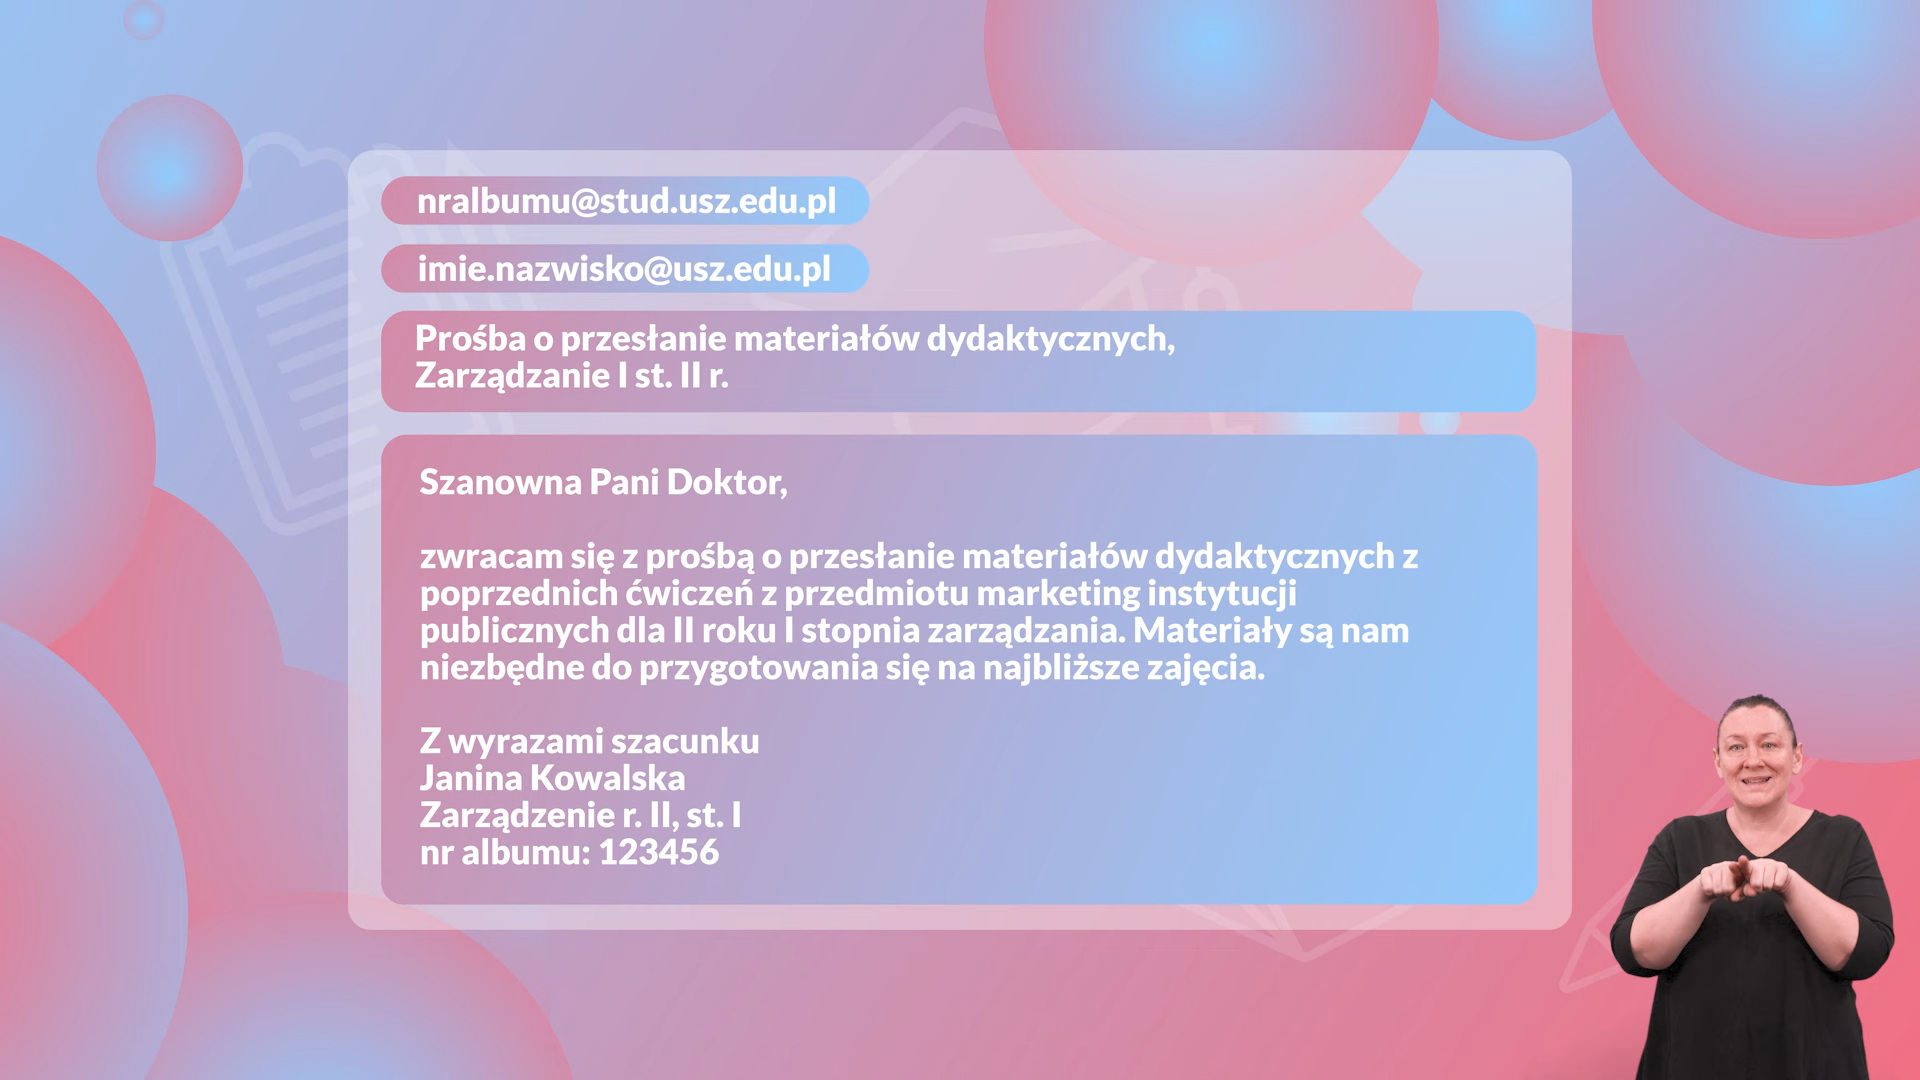 nralbumu@stud.usz.edu.pl
imie.nazwisko@usz.edu.pl
Prośba o przesłanie materiałów dydaktycznych,
Zarządzanie I st. II r.
Szanowna Pani Doktor,
zwracam się z prośbą o przesłanie materiałów dydaktycznych z
poprzednich ćwiczeń z przedmiotu marketing instytucji
publicznych dla II roku I stopnia zarządzania. Materiały są nam
niezbędne do przygotowania się na najbliższe zajęcia.
Z wyrazami szacunku
Janina Kowalska
Zarządzenie r. II, st. I
nr albumu: 123456